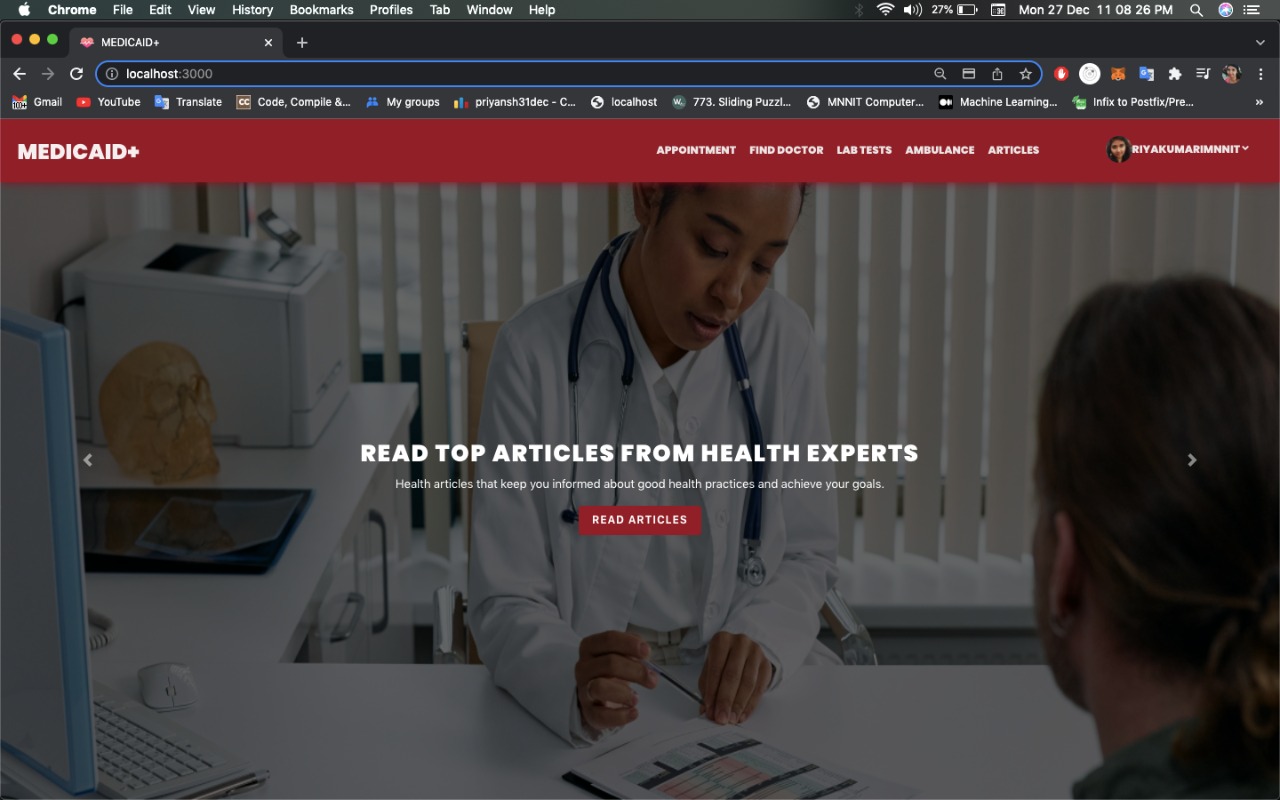 Chrome File Edit View History Bookmarks Profiles Tab Window Help 27% Mon 27 Dec 11 08 26 PM
MEDICAID+
localhost:3000
10+ Gmail YouTube Translate CC Code, Compile &... My groups priyansh31dec - C... localhost W. 773. Sliding Puzzl... MNNIT Computer... Machine Learning... Infix to Postfix/Pre... »
MEDICAID+ APPOINTMENT FIND DOCTOR LAB TESTS AMBULANCE ARTICLES RIYAKUMARIMNNIT
READ TOP ARTICLES FROM HEALTH EXPERTS
Health articles that keep you informed about good health practices and achieve your goals.
READ ARTICLES